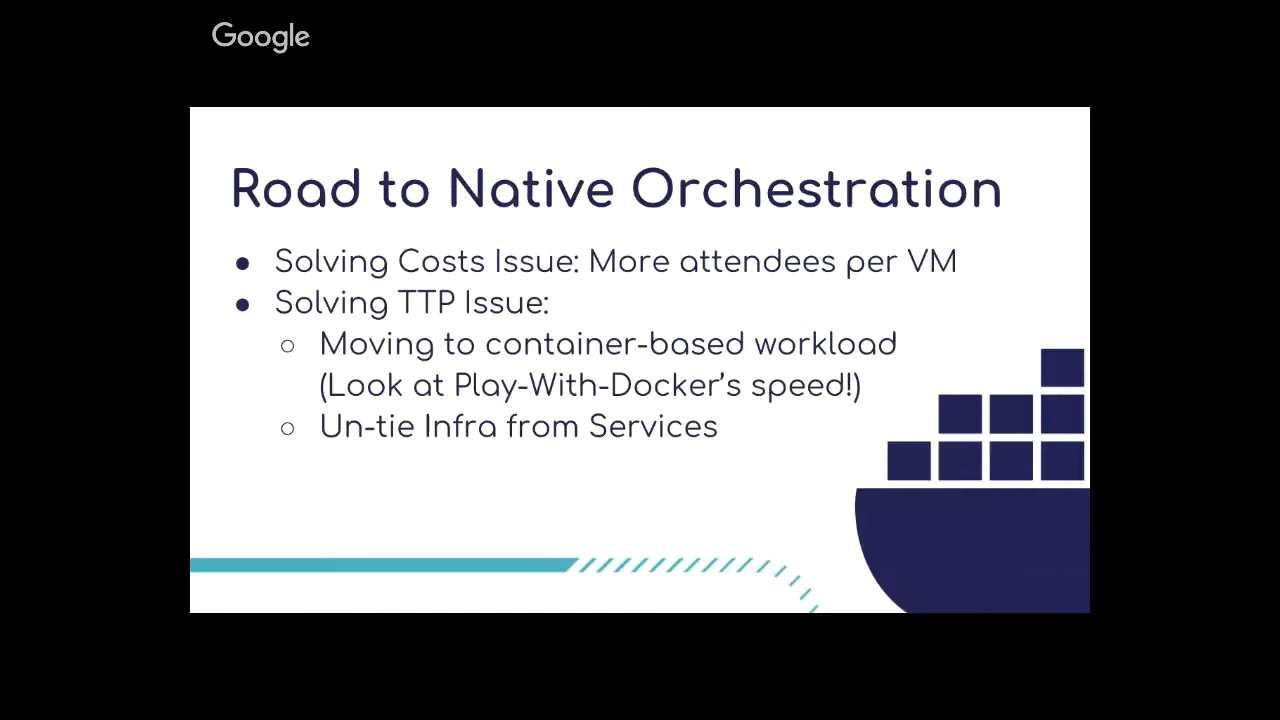 Google
Road to Native Orchestration
● Solving Costs Issue: More attendees per VM
● Solving TTP Issue:
○ Moving to container-based workload
(Look at Play-With-Docker's speed!)
○ Un-tie Infra from Services